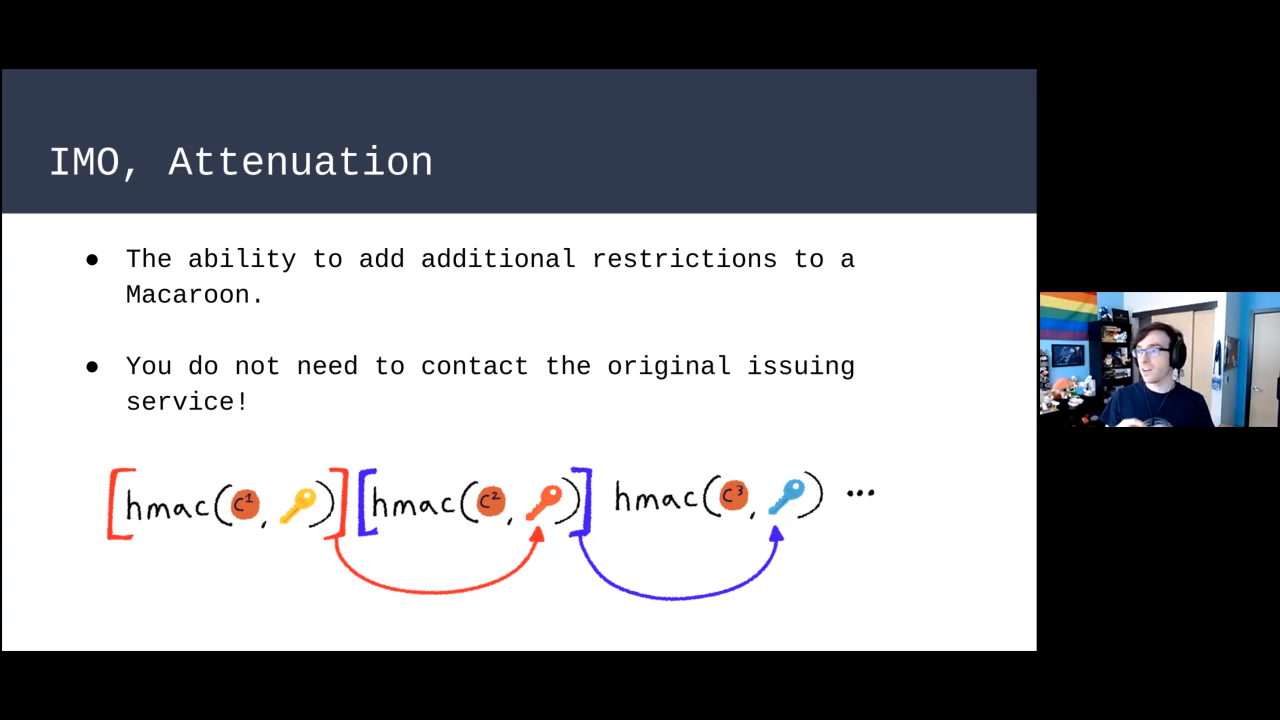 IMO, Attenuation
● The ability to add additional restrictions to a
Macaroon.
● You do not need to contact the original issuing
service!
[hmac(C¹, )] [hmac(C², )] hmac(C³, ) ...